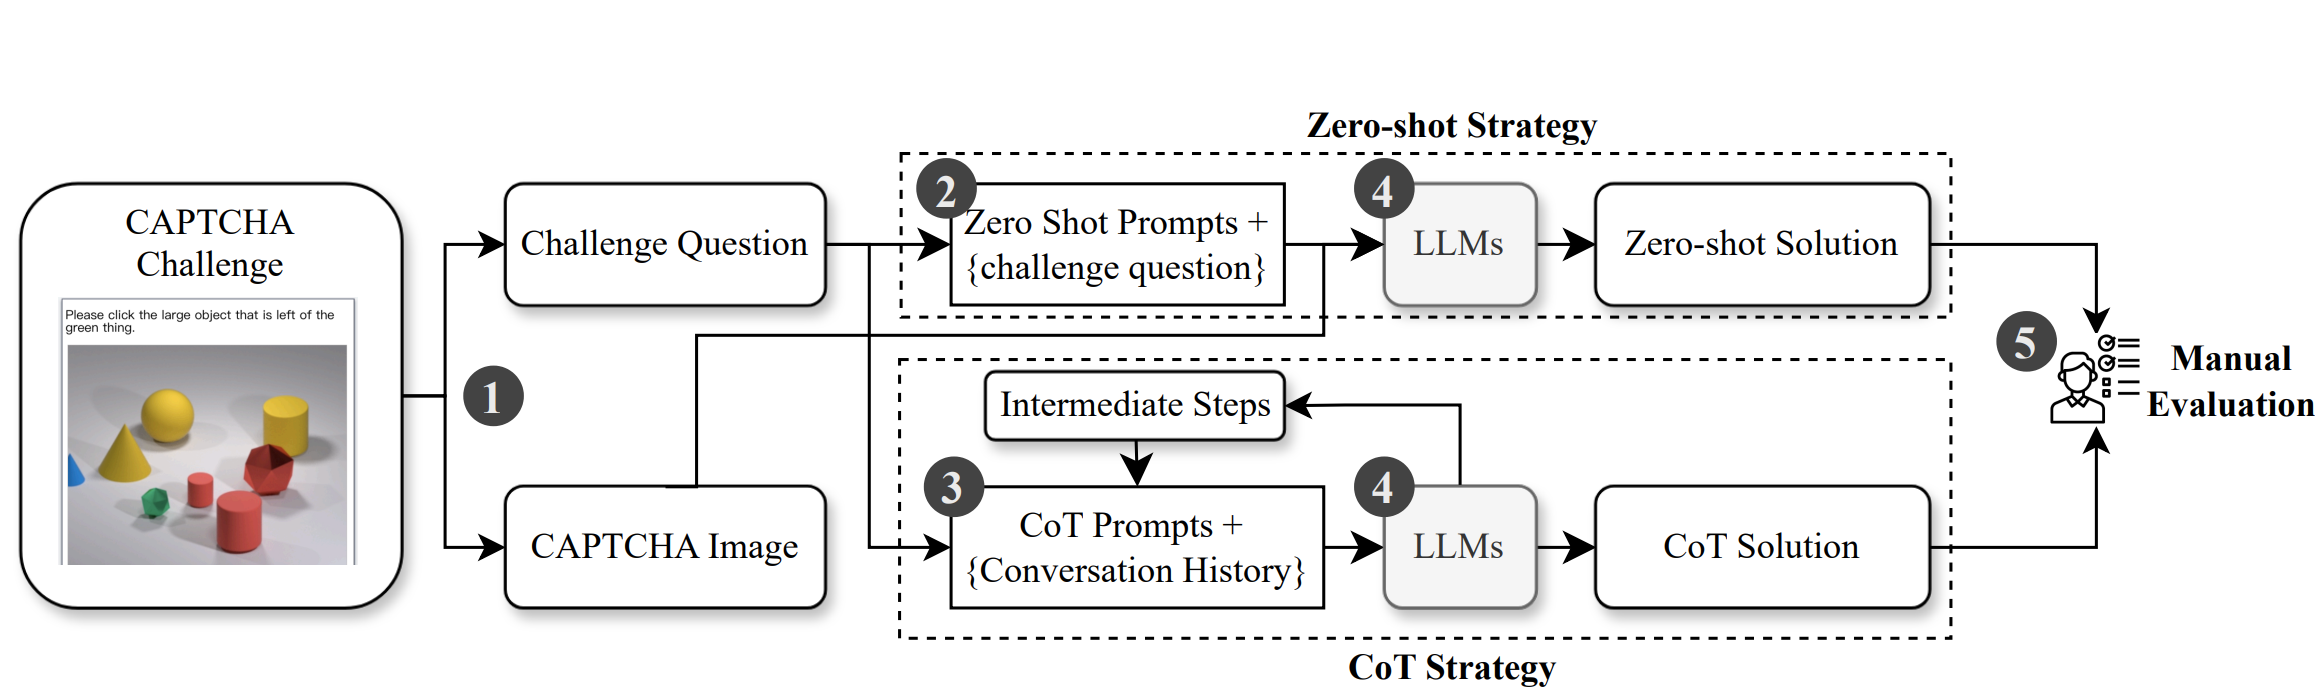 Zero-shot Strategy
CAPTCHA
Challenge
Please click the large object that is left of the
green thing.
1
Challenge Question
CAPTCHA Image
2
Zero Shot Prompts +
{challenge question}
4
LLMs
Zero-shot Solution
Intermediate Steps
3
CoT Prompts +
{Conversation History}
4
LLMs
CoT Solution
CoT Strategy
5
Manual
Evaluation